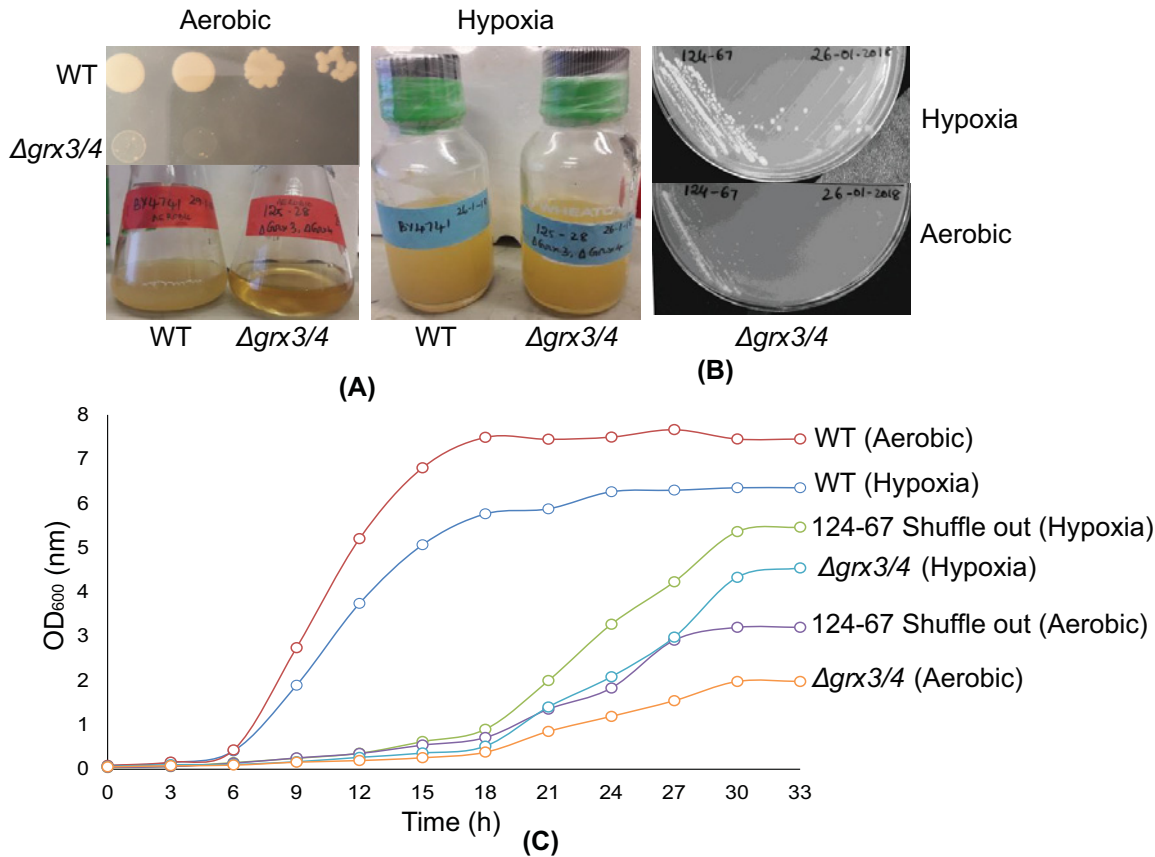 Aerobic
Hypoxia
WT
Δgrx3/4
BY4741
AEROBIC
AEROBIC
125-28
ΔGrx3, ΔGrx4
BY4741
26-1-18
WHEATON
125-28
26-1-18
ΔGrx3, ΔGrx4
124-67
26-01-2018
Hypoxia
124-67
26-01-2018
Aerobic
WT
Δgrx3/4
WT
Δgrx3/4
Δgrx3/4
(A)
(B)
8
7
6
5
4
3
2
1
0
OD600 (nm)
WT (Aerobic)
WT (Hypoxia)
124-67 Shuffle out (Hypoxia)
Δgrx3/4 (Hypoxia)
124-67 Shuffle out (Aerobic)
Δgrx3/4 (Aerobic)
0 3 6 9 12 15 18 21 24 27 30 33
Time (h)
(C)